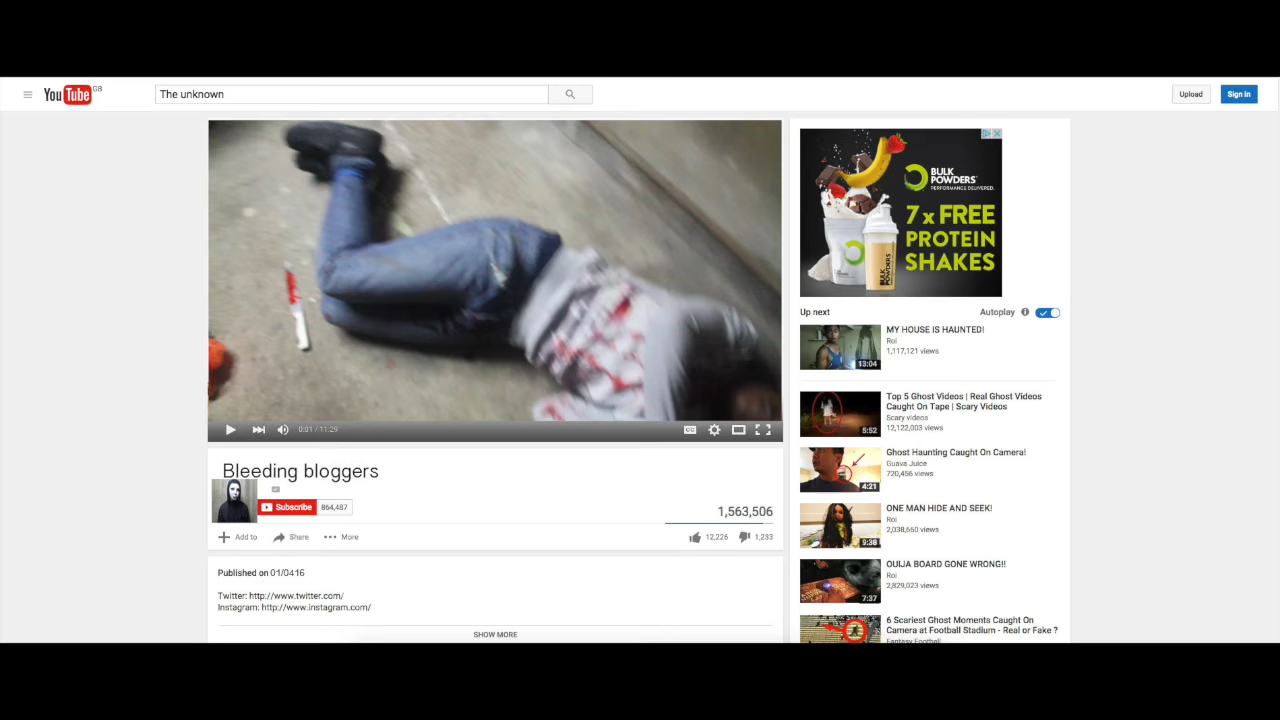 YouTube GB
The unknown
Upload
Sign in
BULK
POWDERS
PERFORMANCE DELIVERED.
7 x FREE
PROTEIN
SHAKES
BULK
POWDERS
0:01 / 11:29
CC
Up next
Autoplay
MY HOUSE IS HAUNTED!
Roi
1,117,121 views
13:04
Top 5 Ghost Videos | Real Ghost Videos
Caught On Tape | Scary Videos
Scary videos
12,122,003 views
5:52
Ghost Haunting Caught On Camera!
Guava Juice
720,456 views
4:21
ONE MAN HIDE AND SEEK!
Roi
2,038,650 views
9:38
OUIJA BOARD GONE WRONG!!
Roi
2,829,023 views
7:37
6 Scariest Ghost Moments Caught On
Camera at Football Stadium - Real or Fake ?
Fantasy Football
Bleeding bloggers
Subscribe
864,487
1,563,506
Add to
Share
More
12,226
1,233
Published on 01/0416
Twitter: http://www.twitter.com/
Instagram: http://www.instagram.com/
SHOW MORE